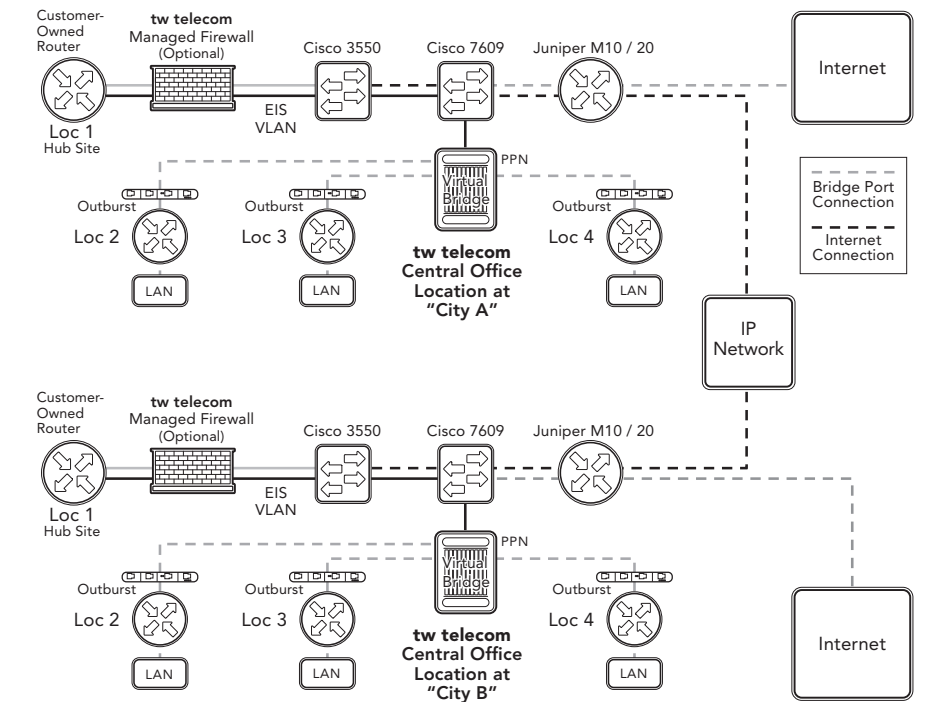 Customer-
Owned
Router
tw telecom
Managed Firewall
(Optional)
Cisco 3550
Cisco 7609
Juniper M10 / 20
Internet
EIS
VLAN
Loc 1
Hub Site
PPN
Virtual
Bridge
Bridge Port
Connection
Internet
Connection
Outburst
Loc 2
LAN
Outburst
Loc 3
LAN
Outburst
Loc 4
LAN
tw telecom
Central Office
Location at
"City A"
IP
Network
Customer-
Owned
Router
tw telecom
Managed Firewall
(Optional)
Cisco 3550
Cisco 7609
Juniper M10 / 20
EIS
VLAN
Loc 1
Hub Site
PPN
Virtual
Bridge
Outburst
Loc 2
LAN
Outburst
Loc 3
LAN
Outburst
Loc 4
LAN
tw telecom
Central Office
Location at
"City B"
Internet